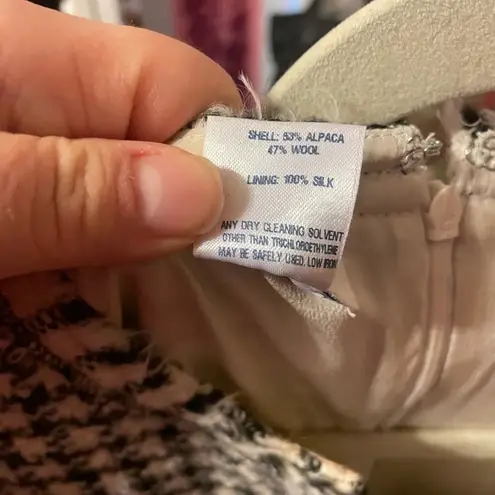 SHELL: 53% ALPACA
47% WOOL
LINING: 100% SILK
ANY DRY CLEANING SOLVENT
OTHER THAN TRICHLOROETHYLENE
MAY BE SAFELY USED, LOW IRON